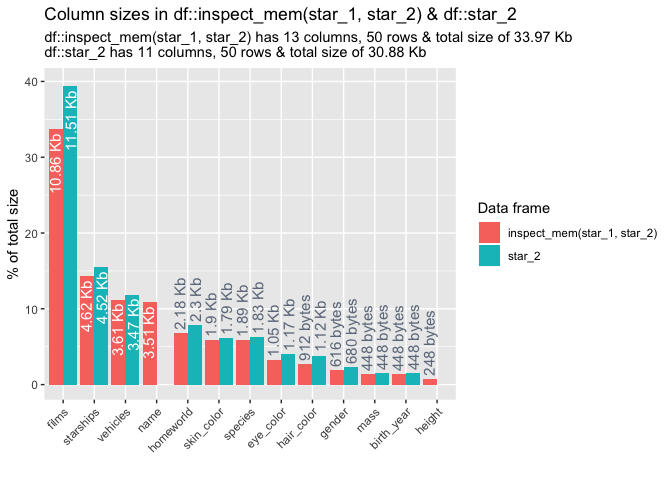 Column sizes in df::inspect_mem(star_1, star_2) & df::star_2
df::inspect_mem(star_1, star_2) has 13 columns, 50 rows & total size of 33.97 Kb
df::star_2 has 11 columns, 50 rows & total size of 30.88 Kb
% of total size
40
30
20
10
0
10.86 Kb
11.51 Kb
4.62 Kb
4.52 Kb
3.61 Kb
3.47 Kb
3.51 Kb
2.18 Kb
2.3 Kb
1.9 Kb
1.79 Kb
1.89 Kb
1.83 Kb
1.05 Kb
1.17 Kb
912 bytes
1.12 Kb
616 bytes
680 bytes
448 bytes
448 bytes
448 bytes
448 bytes
248 bytes
films
starships
vehicles
name
homeworld
skin_color
species
eye_color
hair_color
gender
mass
birth_year
height
Data frame
inspect_mem(star_1, star_2)
star_2